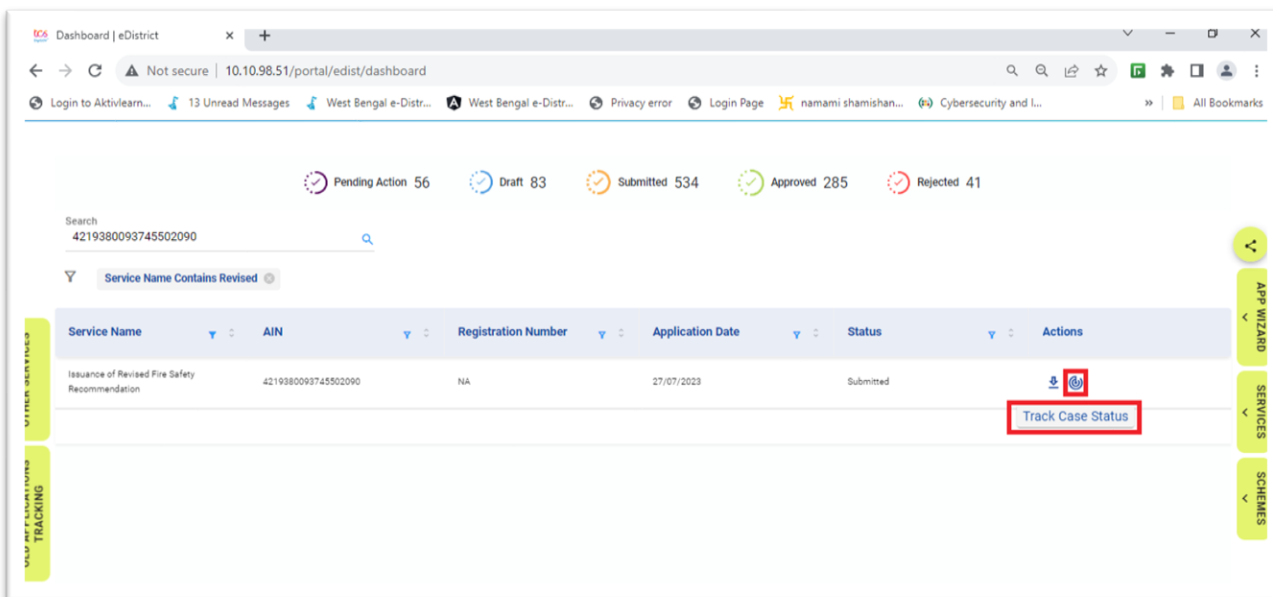 Dashboard | eDistrict
Not secure | 10.10.98.51/portal/edist/dashboard
Login to Aktivlearn... 13 Unread Messages West Bengal e-Distr... West Bengal e-Distr... Privacy error Login Page namami shamishan... Cybersecurity and I... » All Bookmarks
Pending Action 56 Draft 83 Submitted 534 Approved 285 Rejected 41
Search
4219380093745502090
Service Name Contains Revised
Service Name AIN Registration Number Application Date Status Actions
Issuance of Revised Fire Safety
Recommendation
4219380093745502090 NA 27/07/2023 Submitted
Track Case Status
OTHER SERVICES
OLD APPLICATIONS
TRACKING
APP WIZARD
SERVICES
SCHEMES